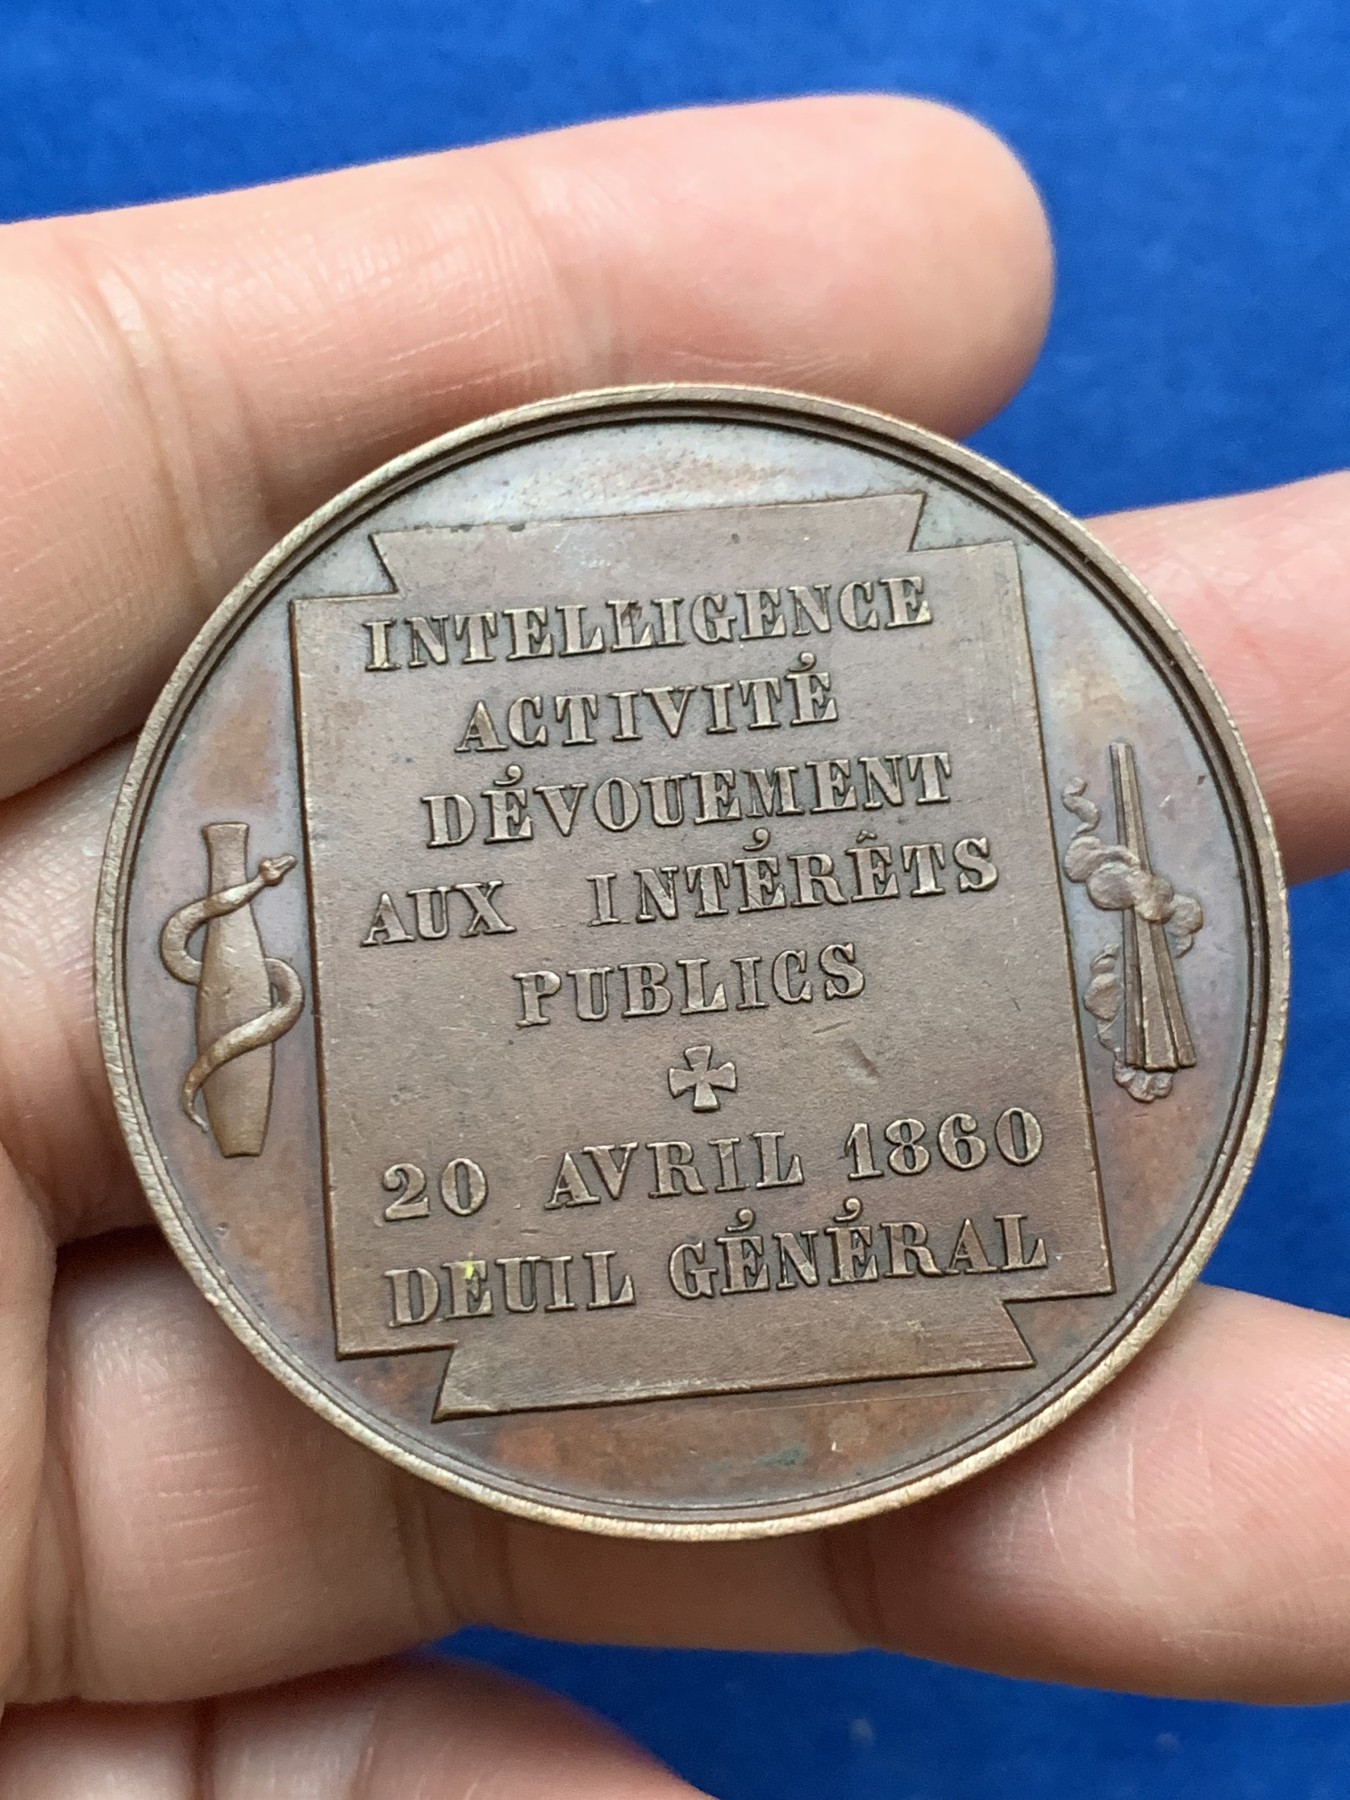 INTELLIGENCE
ACTIVITÉ
DÉVOUEMENT
AUX INTÉRÊTS
PUBLICS
20 AVRIL 1860
DEUIL GÉNÉRAL